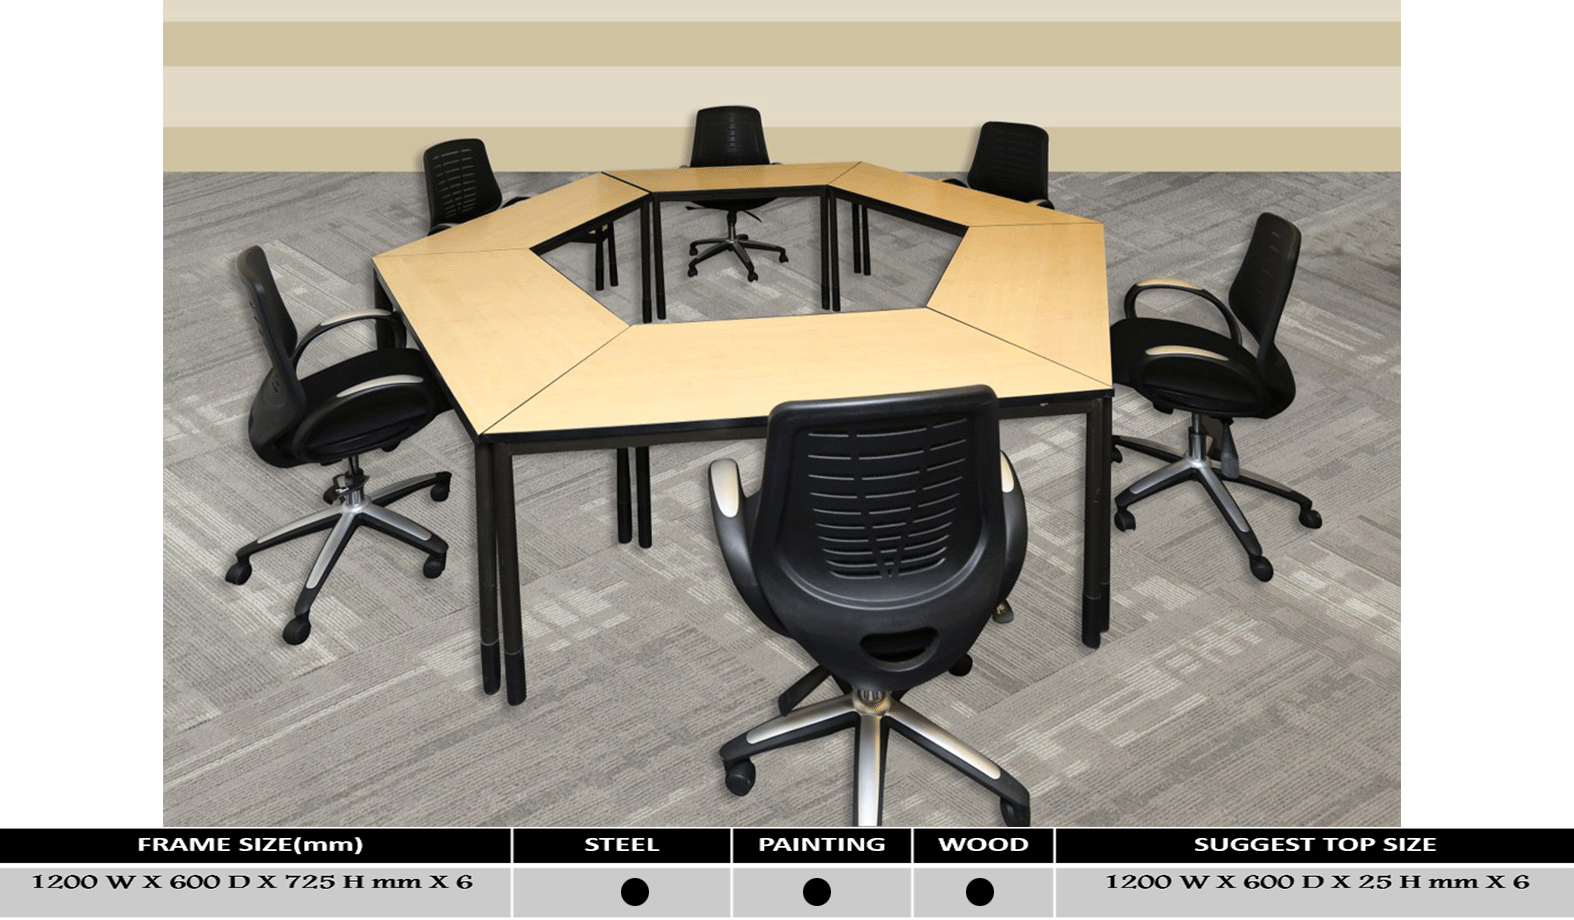 FRAME SIZE(mm) STEEL PAINTING WOOD SUGGEST TOP SIZE
1200 W X 600 D X 725 H mm X 6 ● ● ● 1200 W X 600 D X 25 H mm X 6